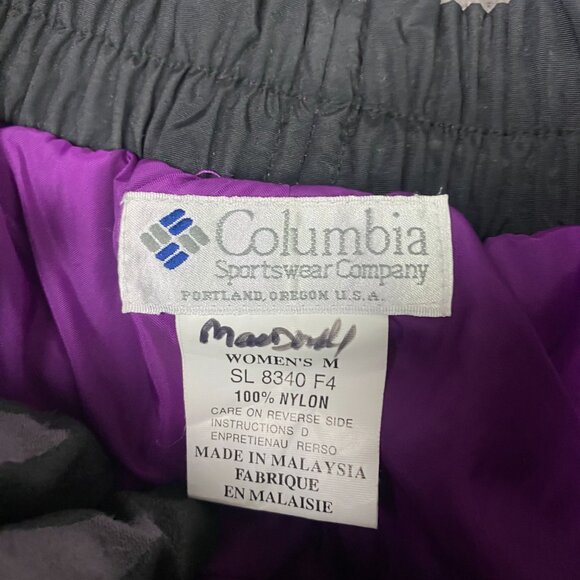 Columbia
Sportswear Company
PORTLAND, OREGON U.S.A.
WOMEN'S M
SL 8340 F4
100% NYLON
CARE ON REVERSE SIDE
INSTRUCTIONS D
ENPRETIENAU RERSO
MADE IN MALAYSIA
FABRIQUE
EN MALAISIE